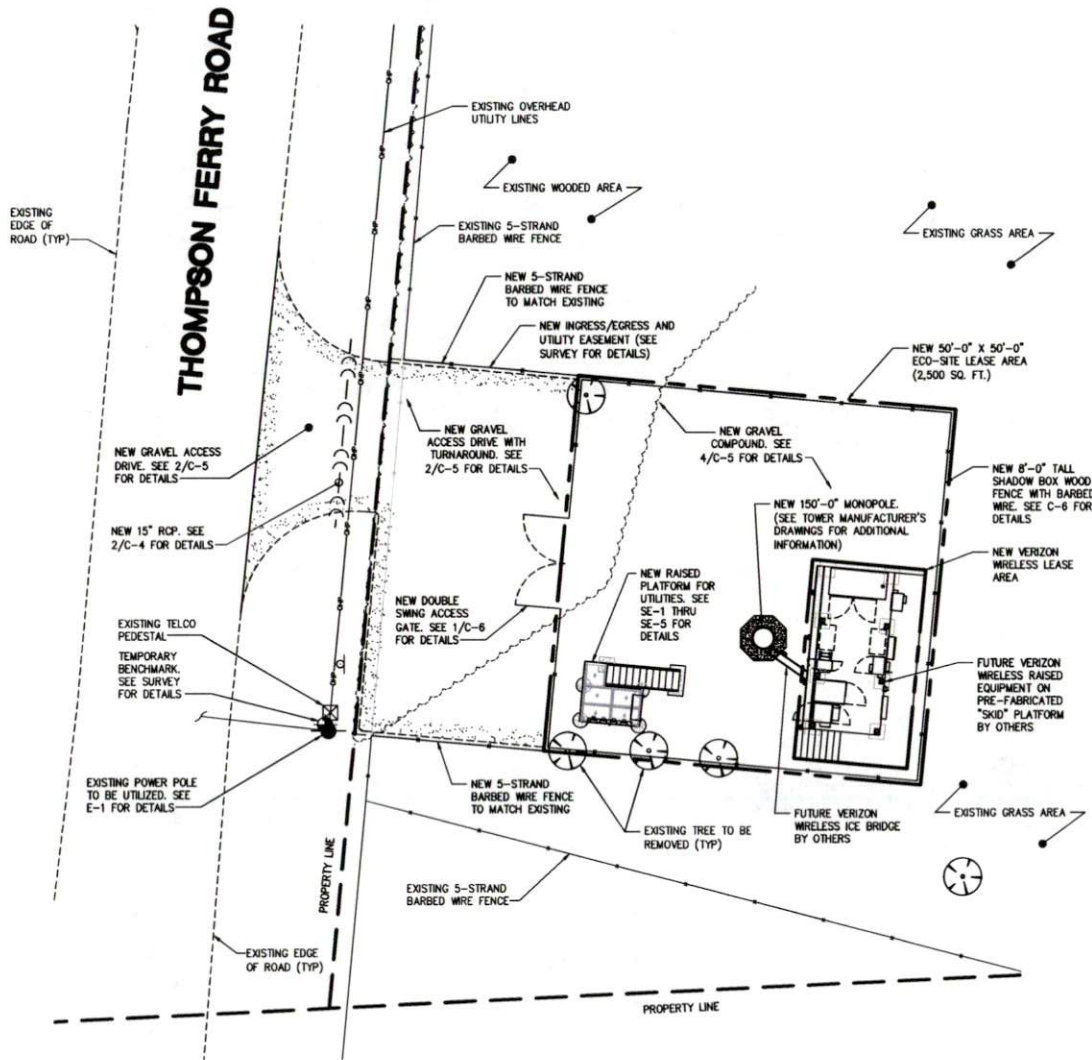 THOMPSON FERRY ROAD
EXISTING OVERHEAD
UTILITY LINES
EXISTING WOODED AREA
EXISTING
EDGE OF
ROAD (TYP)
EXISTING 5-STRAND
BARBED WIRE FENCE
EXISTING GRASS AREA
NEW 5-STRAND
BARBED WIRE FENCE
TO MATCH EXISTING
NEW INGRESS/EGRESS AND
UTILITY EASEMENT (SEE
SURVEY FOR DETAILS)
NEW 50'-0" X 50'-0"
ECO-SITE LEASE AREA
(2,500 SQ. FT.)
NEW GRAVEL ACCESS
DRIVE. SEE 2/C-5
FOR DETAILS
NEW GRAVEL
ACCESS DRIVE WITH
TURNAROUND. SEE
2/C-5 FOR DETAILS
NEW GRAVEL
COMPOUND. SEE
4/C-5 FOR DETAILS
NEW 8'-0" TALL
SHADOW BOX WOOD
FENCE WITH BARBED
WIRE. SEE C-6 FOR
DETAILS
NEW 15" RCP. SEE
2/C-4 FOR DETAILS
NEW 150'-0" MONOPOLE.
(SEE TOWER MANUFACTURER'S
DRAWINGS FOR ADDITIONAL
INFORMATION)
NEW VERIZON
WIRELESS LEASE
AREA
NEW RAISED
PLATFORM FOR
UTILITIES. SEE
SE-1 THRU
SE-5 FOR
DETAILS
NEW DOUBLE
SWING ACCESS
GATE. SEE 1/C-6
FOR DETAILS
EXISTING TELCO
PEDESTAL
TEMPORARY
BENCHMARK.
SEE SURVEY
FOR DETAILS
FUTURE VERIZON
WIRELESS RAISED
EQUIPMENT ON
PRE-FABRICATED
"SKID" PLATFORM
BY OTHERS
EXISTING POWER POLE
TO BE UTILIZED. SEE
E-1 FOR DETAILS
NEW 5-STRAND
BARBED WIRE FENCE
TO MATCH EXISTING
EXISTING TREE TO BE
REMOVED (TYP)
FUTURE VERIZON
WIRELESS ICE BRIDGE
BY OTHERS
EXISTING GRASS AREA
PROPERTY LINE
EXISTING 5-STRAND
BARBED WIRE FENCE
EXISTING EDGE
OF ROAD (TYP)
PROPERTY LINE